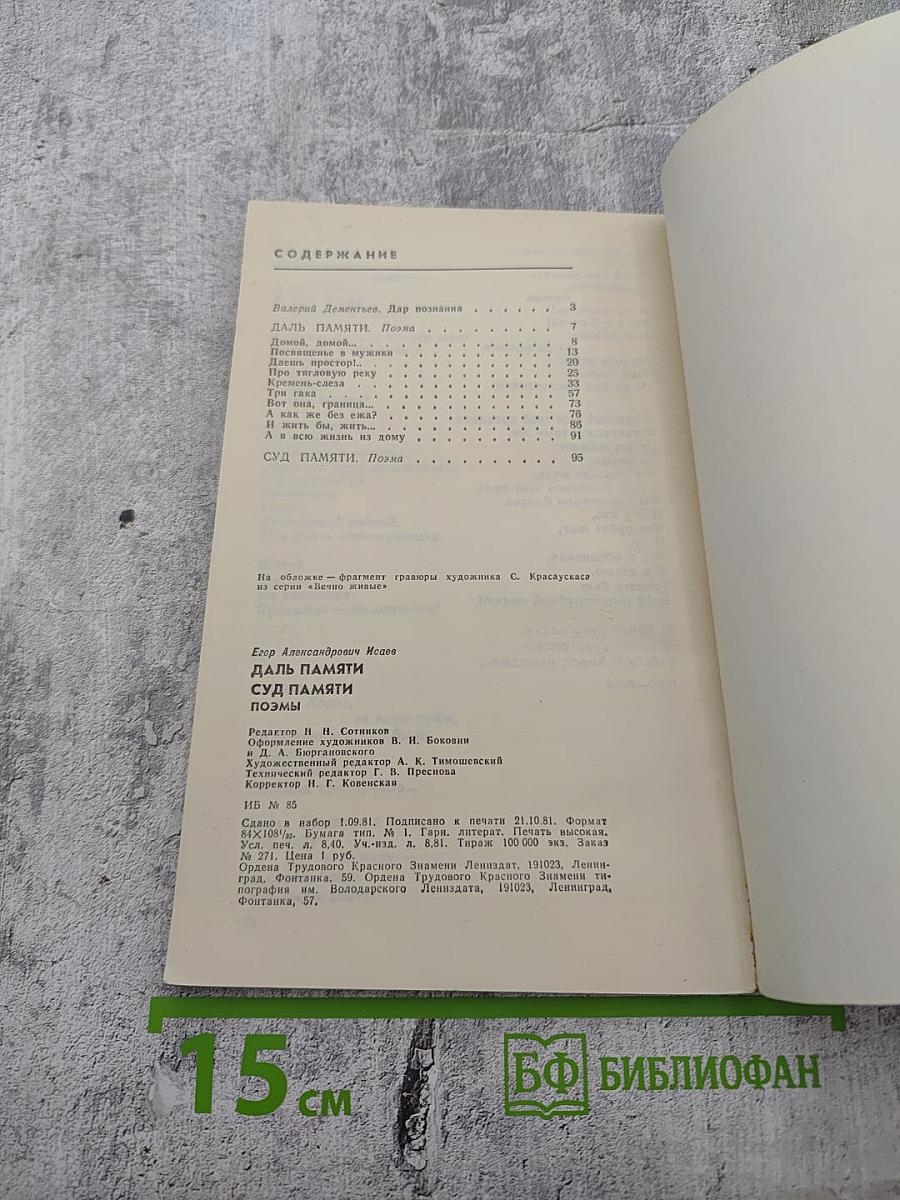 СОДЕРЖАНИЕ
Валерий Дементьев. Дар познания . . . . . . 3
ДАЛЬ ПАМЯТИ. Поэма . . . . . . . . 7
Домой, домой... . . . . . . . . . . 8
Посвященье в мужики . . . . . . . . . 13
Даешь простор!.. . . . . . . . . . . 20
Про тягловую реку . . . . . . . . . . 25
Кремень-слеза . . . . . . . . . . . 33
Три гака . . . . . . . . . . . . 57
Вот она, граница... . . . . . . . . . 73
А как же без ежа? . . . . . . . . . . 76
И жить бы, жить... . . . . . . . . . . 86
А я всю жизнь из дому . . . . . . . . . 91
СУД ПАМЯТИ. Поэма . . . . . . . . . 95
На обложке — фрагмент гравюры художника С. Красаускаса
из серии «Вечно живые»
Егор Александрович Исаев
ДАЛЬ ПАМЯТИ
СУД ПАМЯТИ
ПОЭМЫ
Редактор Н. Н. Сотников
Оформление художников В. И. Боковни
и Д. А. Бюргановского
Художественный редактор А. К. Тимошевский
Технический редактор Г. В. Преснова
Корректор Н. Г. Ковенская
ИБ № 85
Сдано в набор 1.09.81. Подписано к печати 21.10.81. Формат
84×108¹/₃₂. Бумага тип. № 1. Гарн. литерат. Печать высокая.
Усл. печ. л. 8,40. Уч.-изд. л. 8,81. Тираж 100 000 экз. Заказ
№ 271. Цена 1 руб.
Ордена Трудового Красного Знамени Лениздат, 191023, Ленин-
град, Фонтанка, 59. Ордена Трудового Красного Знамени ти-
пография им. Володарского Лениздата, 191023, Ленинград,
Фонтанка, 57.
15 см
БФ БИБЛИОФАН